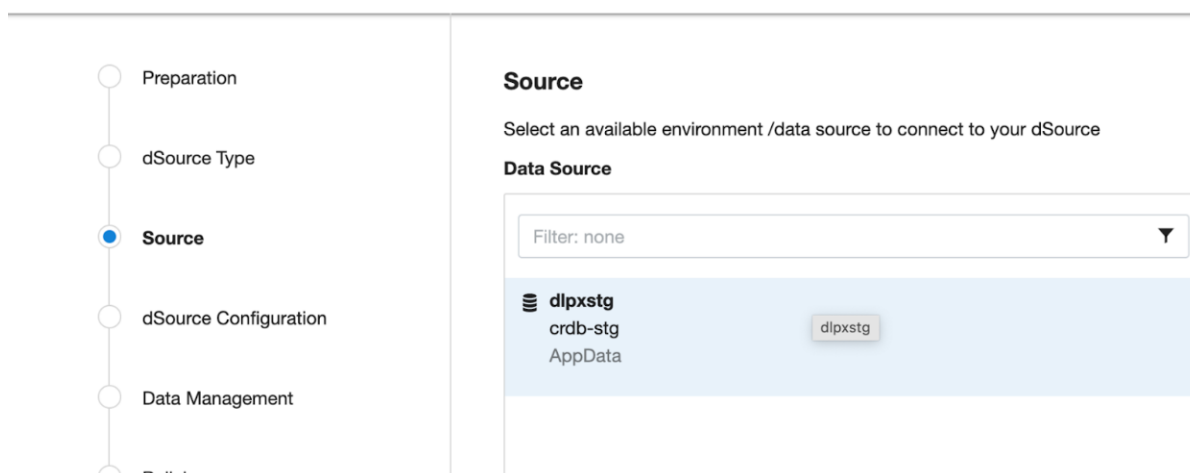 Preparation
dSource Type
Source
dSource Configuration
Data Management
Source
Select an available environment /data source to connect to your dSource
Data Source
Filter: none
dlpxstg
crdb-stg
AppData
dlpxstg